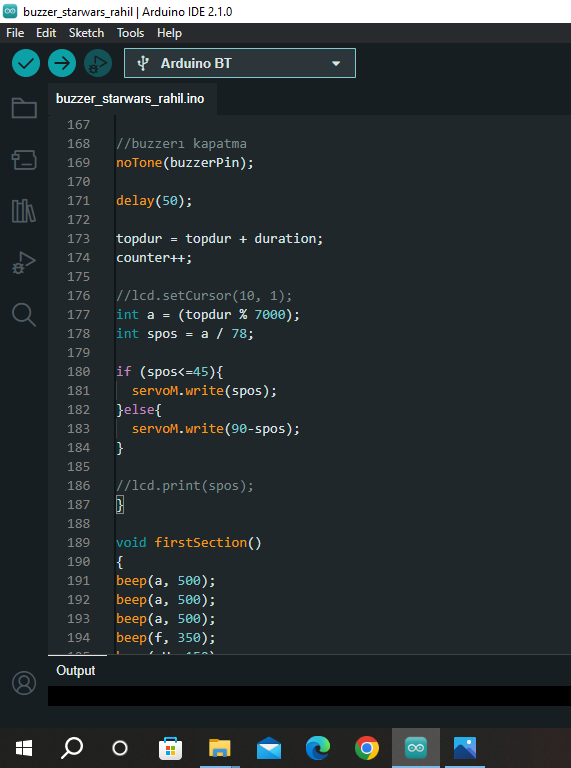 buzzer_starwars_rahil | Arduino IDE 2.1.0
File Edit Sketch Tools Help
Arduino BT
buzzer_starwars_rahil.ino
167
168 //buzzerı kapatma
169 noTone(buzzerPin);
170
171 delay(50);
172
173 topdur = topdur + duration;
174 counter++;
175
176 //lcd.setCursor(10, 1);
177 int a = (topdur % 7000);
178 int spos = a / 78;
179
180 if (spos<=45){
181 servoM.write(spos);
182 }else{
183 servoM.write(90-spos);
184 }
185
186 //lcd.print(spos);
187 }
188
189 void firstSection()
190 {
191 beep(a, 500);
192 beep(a, 500);
193 beep(a, 500);
194 beep(f, 350);
Output